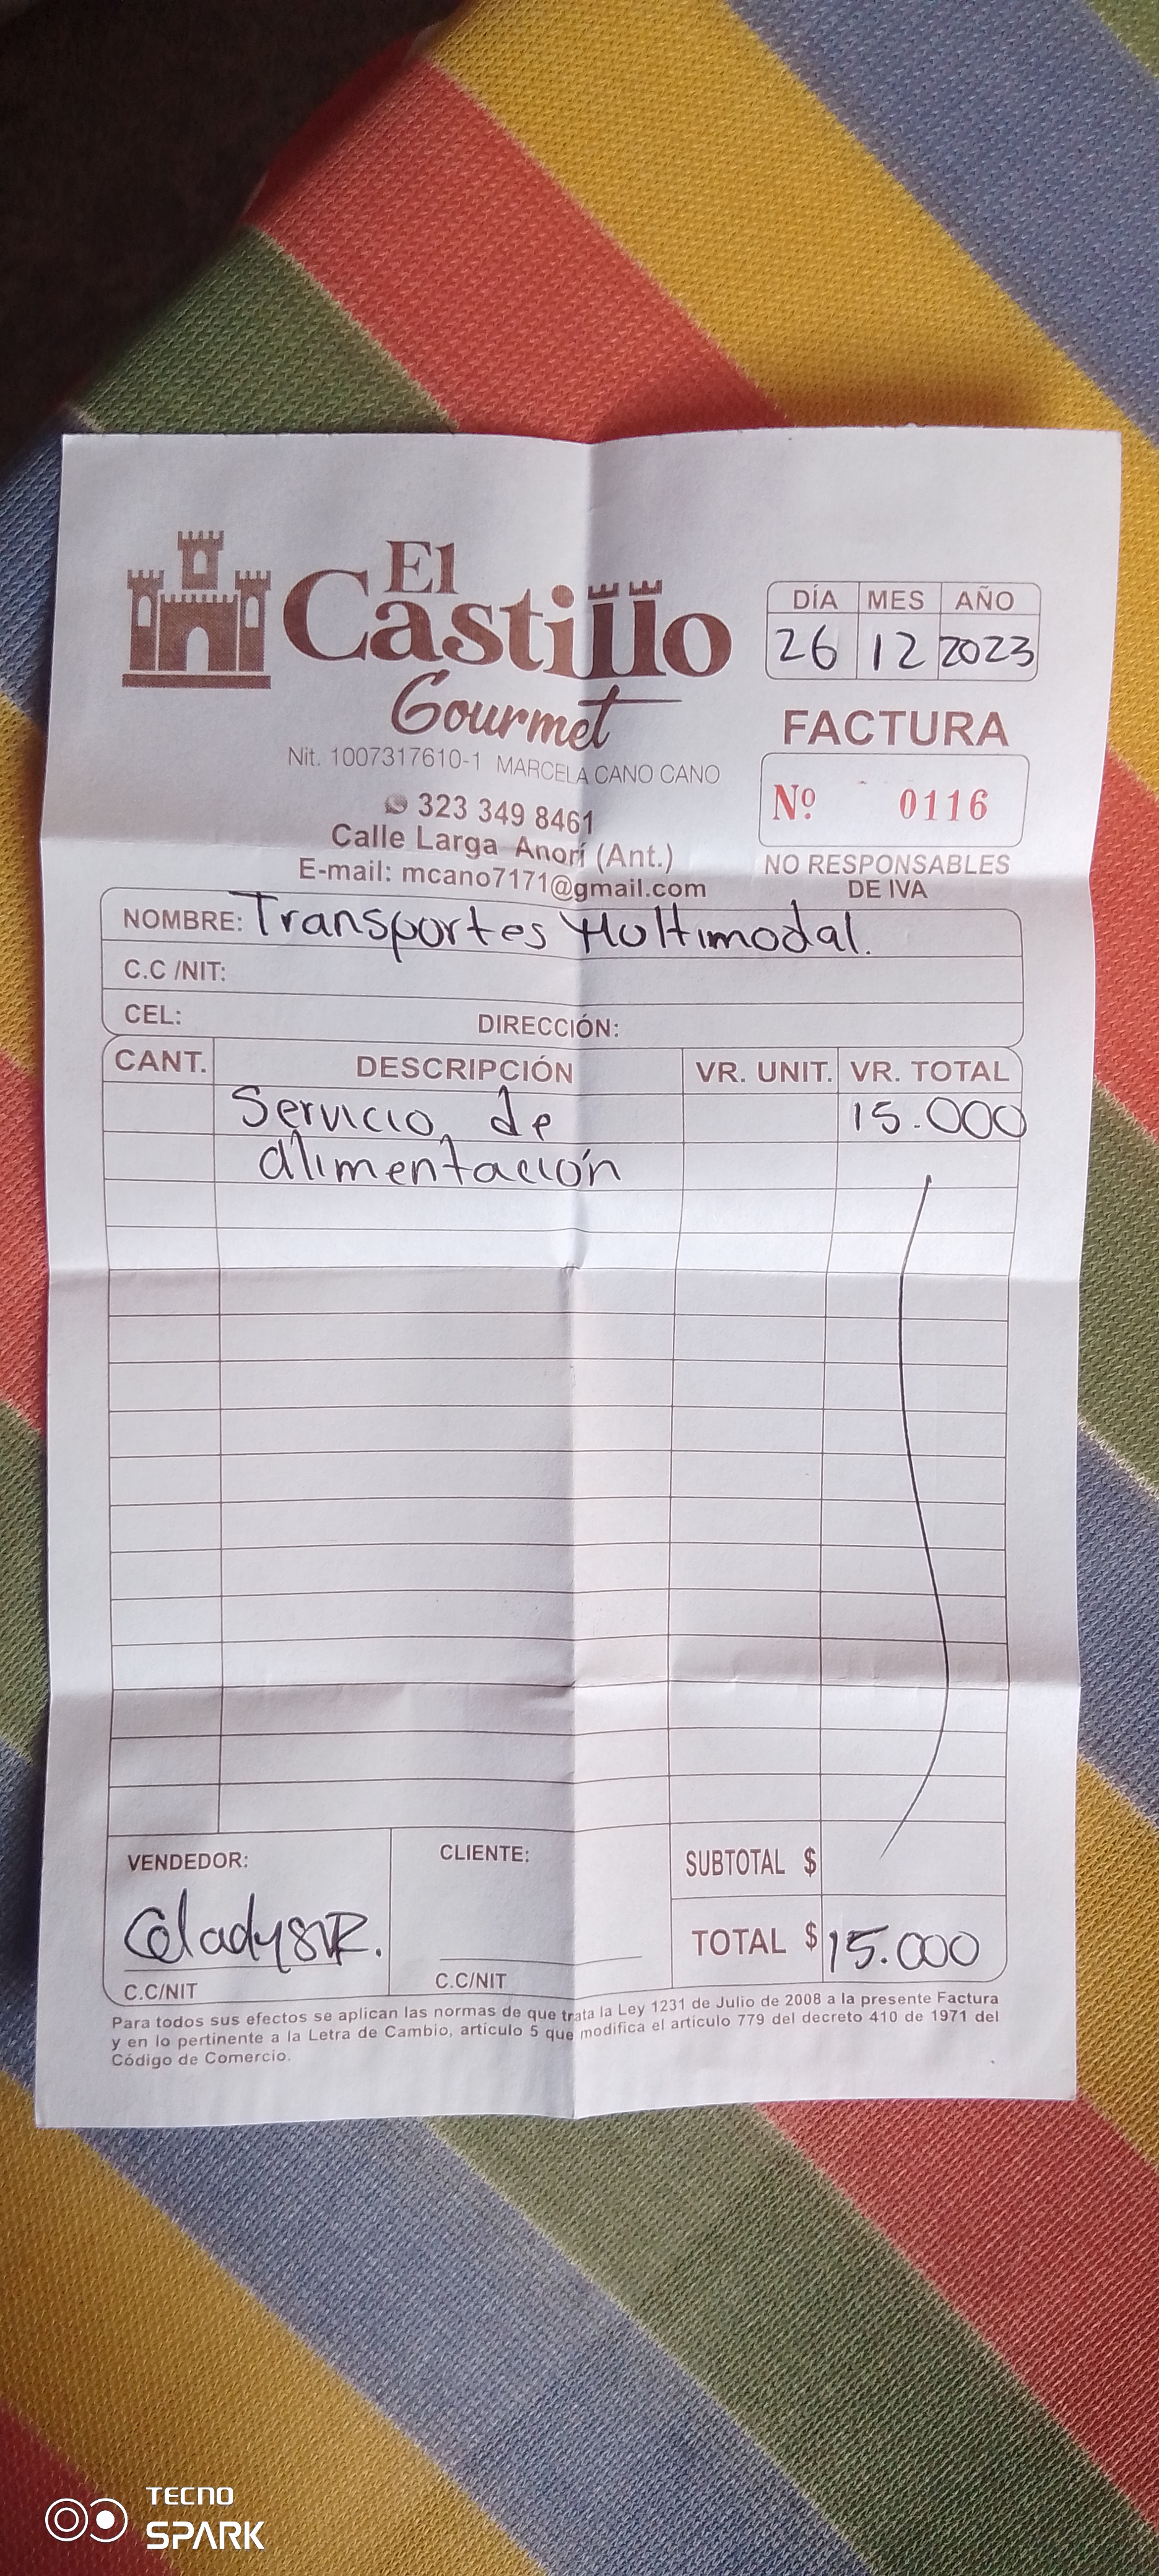 El
Castillo
Gourmet
Nit. 1007317610-1 MARCELA CANO CANO
323 349 8461
Calle Larga Anorí (Ant.)
E-mail: mcano7171@gmail.com
DÍA MES AÑO
26 12 2023
FACTURA
Nº 0116
NO RESPONSABLES
DE IVA
NOMBRE: Transportes Multimodal.
C.C /NIT:
CEL: DIRECCIÓN:
CANT. DESCRIPCIÓN VR. UNIT. VR. TOTAL
Servicio de 15.000
alimentación
VENDEDOR: CLIENTE: SUBTOTAL $
TOTAL $ 15.000
C.C/NIT C.C/NIT
Para todos sus efectos se aplican las normas de que trata la Ley 1231 de Julio de 2008 a la presente Factura
y en lo pertinente a la Letra de Cambio, artículo 5 que modifica el artículo 779 del decreto 410 de 1971 del
Código de Comercio.
TECNO
SPARK